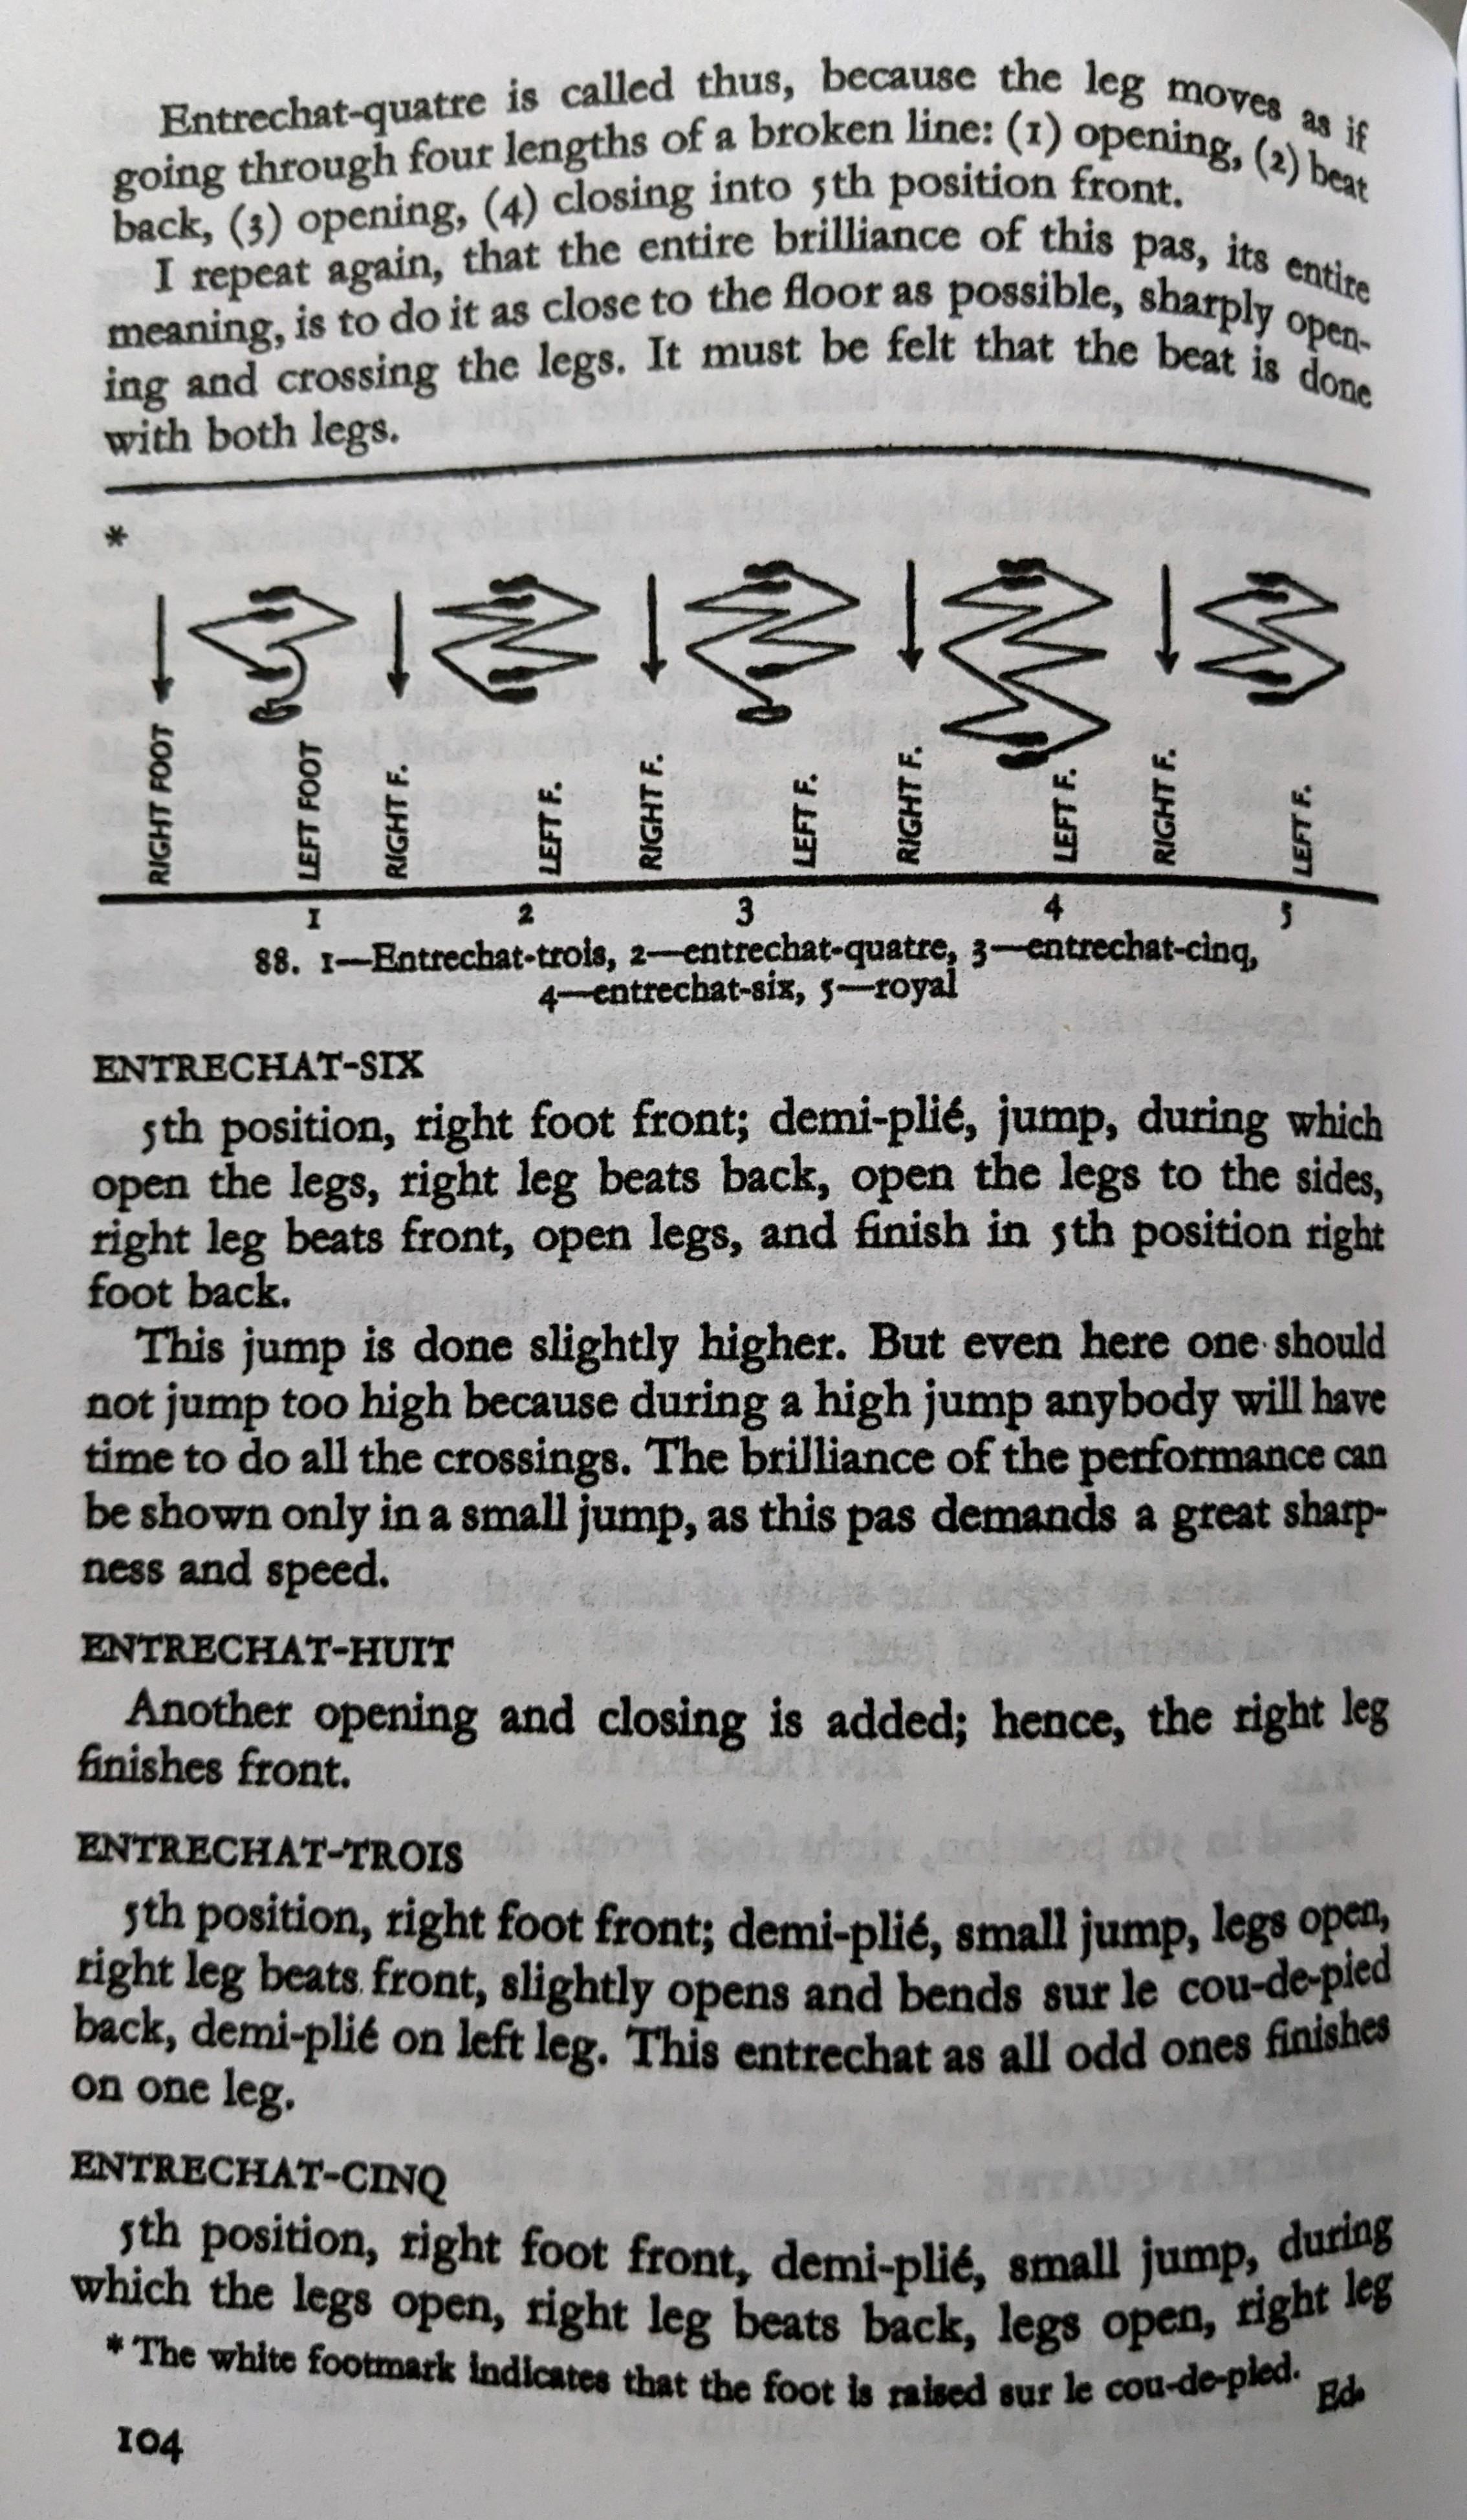 Entrechat-quatre is called thus, because the leg moves as if
going through four lengths of a broken line: (1) opening, (2) beat
back, (3) opening, (4) closing into 5th position front.
I repeat again, that the entire brilliance of this pas, its entire
meaning, is to do it as close to the floor as possible, sharply open-
ing and crossing the legs. It must be felt that the beat is done
with both legs.
*
RIGHT FOOT LEFT FOOT RIGHT F. LEFT F. RIGHT F. LEFT F. RIGHT F. LEFT F. RIGHT F. LEFT F.
1 2 3 4 5
88. 1—Entrechat-trois, 2—entrechat-quatre, 3—entrechat-cinq,
4—entrechat-six, 5—royal
ENTRECHAT-SIX
5th position, right foot front; demi-plié, jump, during which
open the legs, right leg beats back, open the legs to the sides,
right leg beats front, open legs, and finish in 5th position right
foot back.
This jump is done slightly higher. But even here one should
not jump too high because during a high jump anybody will have
time to do all the crossings. The brilliance of the performance can
be shown only in a small jump, as this pas demands a great sharp-
ness and speed.
ENTRECHAT-HUIT
Another opening and closing is added; hence, the right leg
finishes front.
ENTRECHAT-TROIS
5th position, right foot front; demi-plié, small jump, legs open,
right leg beats front, slightly opens and bends sur le cou-de-pied
back, demi-plié on left leg. This entrechat as all odd ones finishes
on one leg.
ENTRECHAT-CINQ
5th position, right foot front, demi-plié, small jump, during
which the legs open, right leg beats back, legs open, right leg
* The white footmark indicates that the foot is raised sur le cou-de-pied. Ed.
104